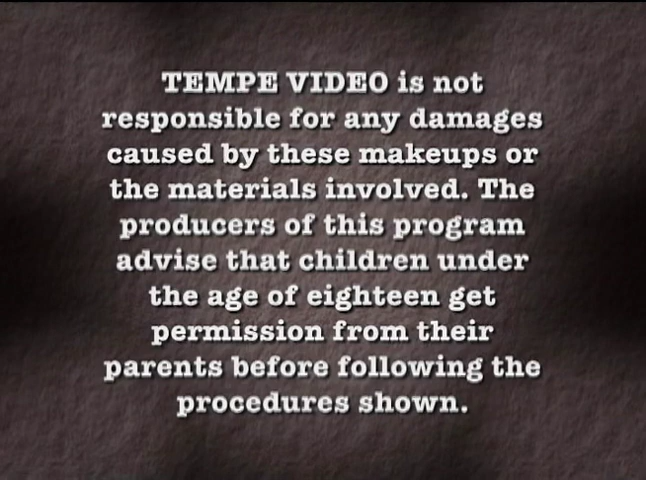 TEMPE VIDEO is not
responsible for any damages
caused by these makeups or
the materials involved. The
producers of this program
advise that children under
the age of eighteen get
permission from their
parents before following the
procedures shown.